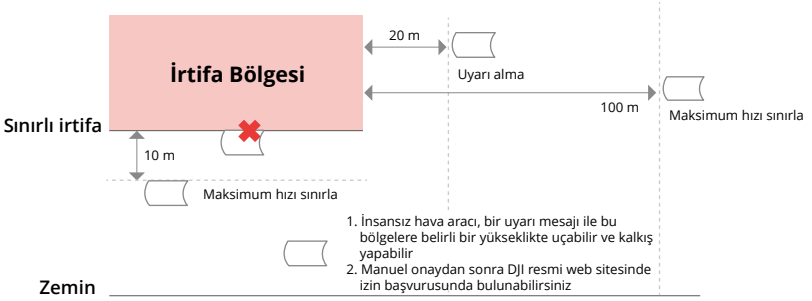 20 m
İrtifa Bölgesi
Uyarı alma
100 m
Maksimum hızı sınırla
Sınırlı irtifa
10 m
Maksimum hızı sınırla
1. İnsansız hava aracı, bir uyarı mesajı ile bu
bölgelere belirli bir yükseklikte uçabilir ve kalkış
yapabilir
2. Manuel onaydan sonra DJI resmi web sitesinde
izin başvurusunda bulunabilirsiniz
Zemin